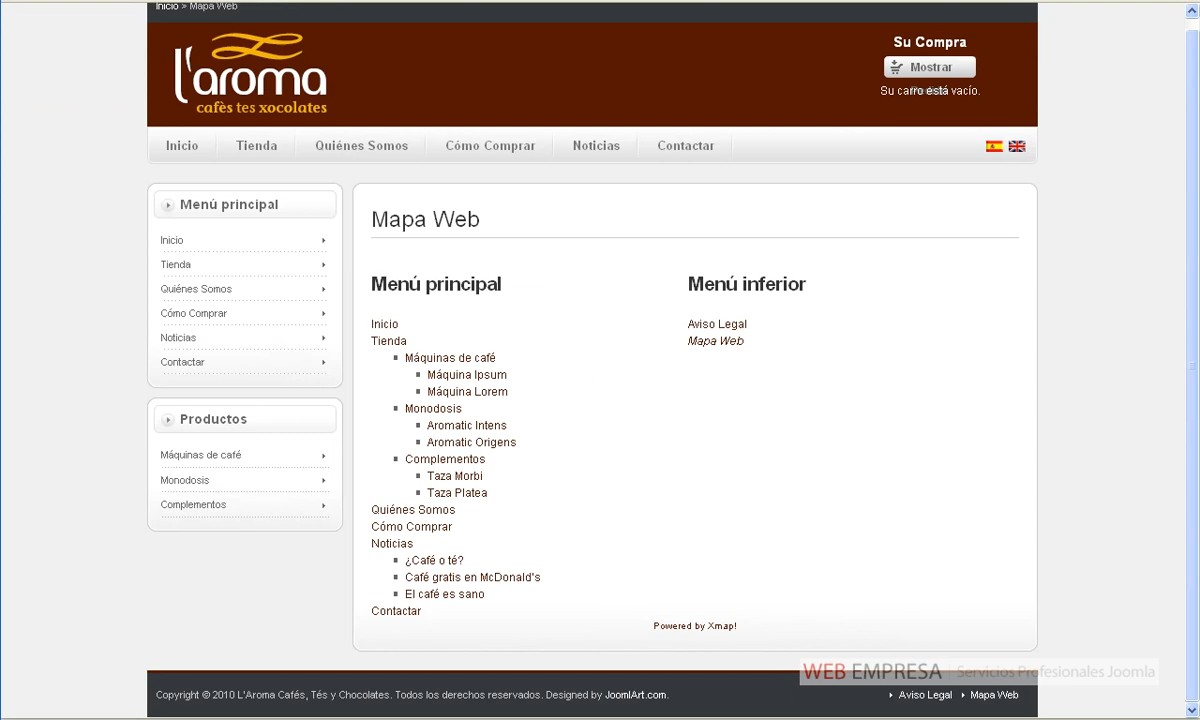 Inicio > Mapa Web
l'aroma
cafès tes xocolates
Su Compra
Mostrar
Su carro está vacío.
Inicio
Tienda
Quiénes Somos
Cómo Comprar
Noticias
Contactar
Menú principal
Inicio
Tienda
Quiénes Somos
Cómo Comprar
Noticias
Contactar
Productos
Máquinas de café
Monodosis
Complementos
Mapa Web
Menú principal
Inicio
Tienda
Máquinas de café
Máquina Ipsum
Máquina Lorem
Monodosis
Aromatic Intens
Aromatic Origens
Complementos
Taza Morbi
Taza Platea
Quiénes Somos
Cómo Comprar
Noticias
¿Café o té?
Café gratis en McDonald's
El café es sano
Contactar
Menú inferior
Aviso Legal
Mapa Web
Powered by Xmap!
WEB EMPRESA Servicios Profesionales Joomla
Copyright © 2010 L'Aroma Cafés, Tés y Chocolates. Todos los derechos reservados. Designed by JoomlArt.com.
Aviso Legal
Mapa Web